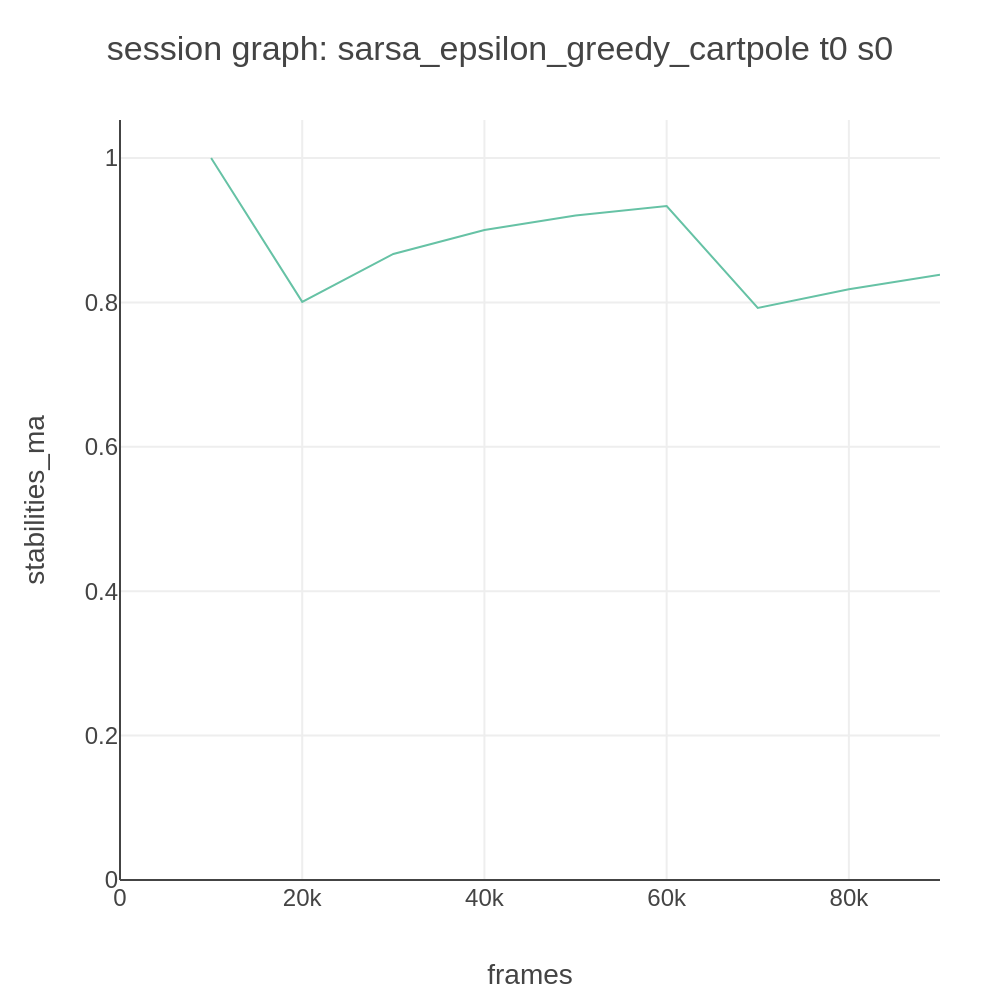 session graph: sarsa_epsilon_greedy_cartpole t0 s0
stabilities_ma
1
0.8
0.6
0.4
0.2
0
0
20k
40k
60k
80k
frames